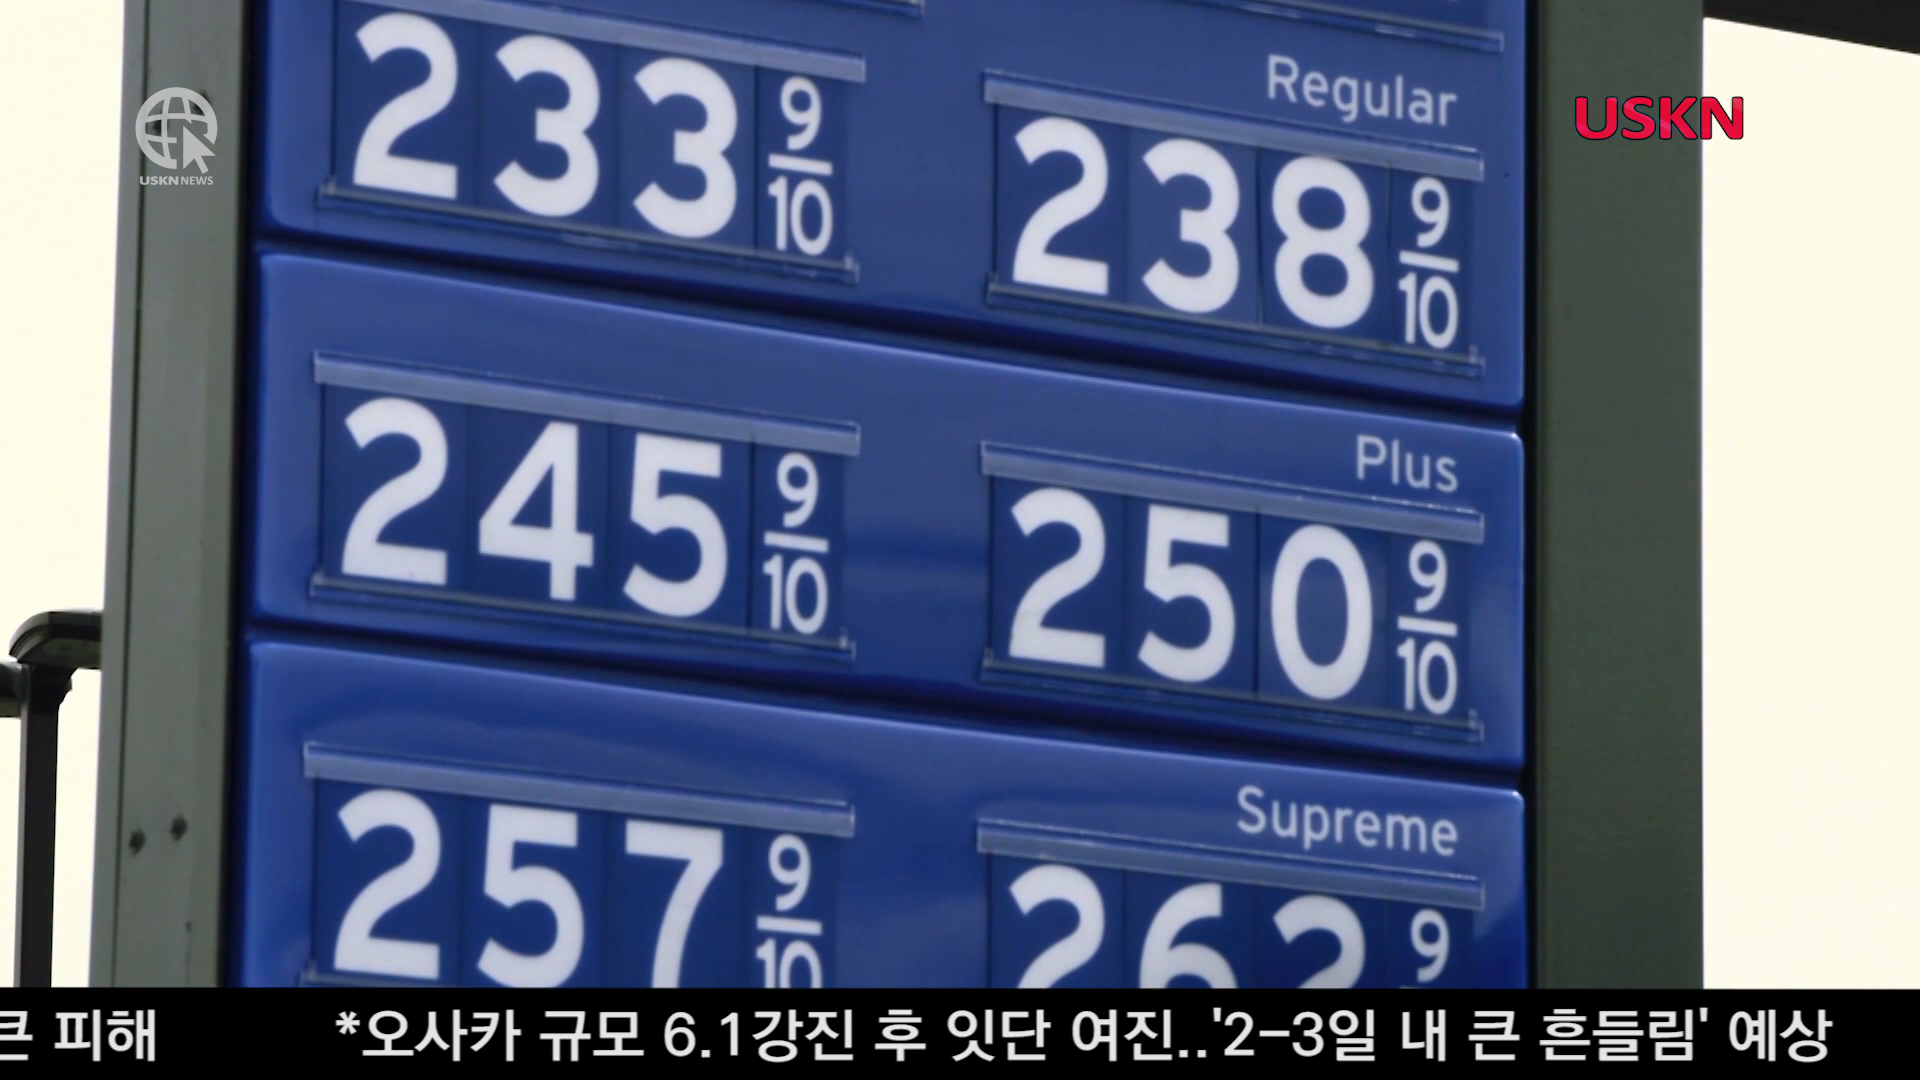 233 9/10
Regular
238 9/10
USKN
USKN NEWS
245 9/10
Plus
250 9/10
257 9/10
Supreme
262 9
큰 피해 *오사카 규모 6.1강진 후 잇단 여진..'2-3일 내 큰 흔들림' 예상